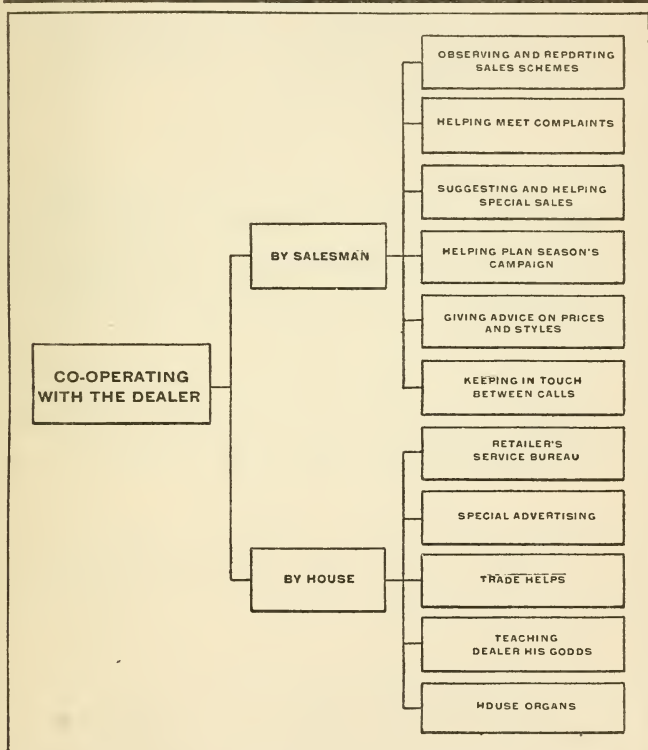 OBSERVING AND REPORTING
SALES SCHEMES
HELPING MEET COMPLAINTS
SUGGESTING AND HELPING
SPECIAL SALES
BY SALESMAN
HELPING PLAN SEASON'S
CAMPAIGN
GIVING ADVICE ON PRICES
AND STYLES
CO-OPERATING
WITH THE DEALER
KEEPING IN TOUCH
BETWEEN CALLS
RETAILER'S
SERVICE BUREAU
SPECIAL ADVERTISING
BY HOUSE
TRADE HELPS
TEACHING
DEALER HIS GOODS
HOUSE ORGANS